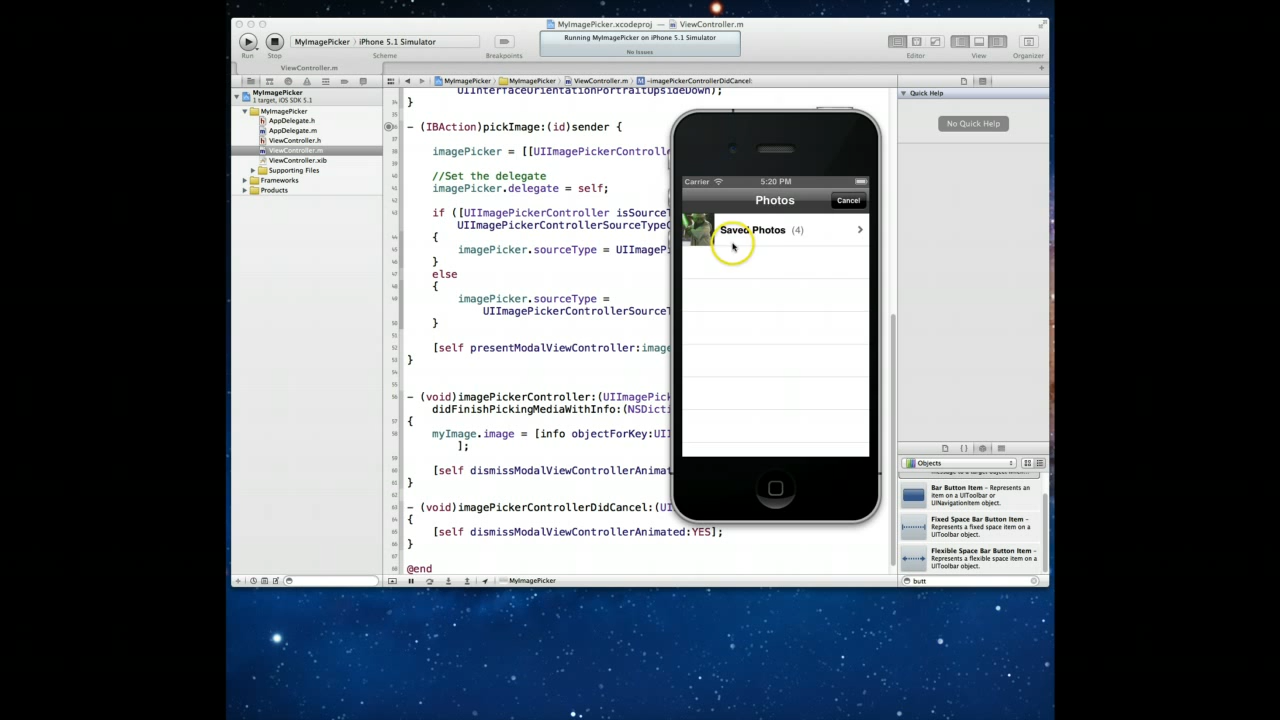 MyImagePicker.xcodeproj — ViewController.m
Run
Stop
MyImagePicker
iPhone 5.1 Simulator
Scheme
Breakpoints
Running MyImagePicker on iPhone 5.1 Simulator
No Issues
Editor
View
Organizer
ViewController.m
MyImagePicker
MyImagePicker
ViewController.m
-imagePickerControllerDidCancel:
MyImagePicker
1 target, iOS SDK 5.1
MyImagePicker
AppDelegate.h
AppDelegate.m
ViewController.h
ViewController.m
ViewController.xib
Supporting Files
Frameworks
Products
UIInterfaceOrientationPortraitUpsideDown);
}
- (IBAction)pickImage:(id)sender {
imagePicker = [[UIImagePickerControll
//Set the delegate
imagePicker.delegate = self;
if ([UIImagePickerController isSourceT
UIImagePickerControllerSourceType
{
imagePicker.sourceType = UIImageP
}
else
{
imagePicker.sourceType =
UIImagePickerControllerSourceT
}
[self presentModalViewController:image
}
- (void)imagePickerController:(UIImagePick
didFinishPickingMediaWithInfo:(NSDicti
{
myImage.image = [info objectForKey:UII
];
[self dismissModalViewControllerAnimat
}
- (void)imagePickerControllerDidCancel:(UI
{
[self dismissModalViewControllerAnimated:YES];
}
@end
Carrier
5:20 PM
Photos
Cancel
Saved Photos (4)
Quick Help
No Quick Help
Objects
Bar Button Item – Represents an
item on a UIToolbar or
UINavigationItem object.
Fixed Space Bar Button Item –
Represents a fixed space item on a
UIToolbar object.
Flexible Space Bar Button Item –
Represents a flexible space item on a
UIToolbar object.
MyImagePicker
butt